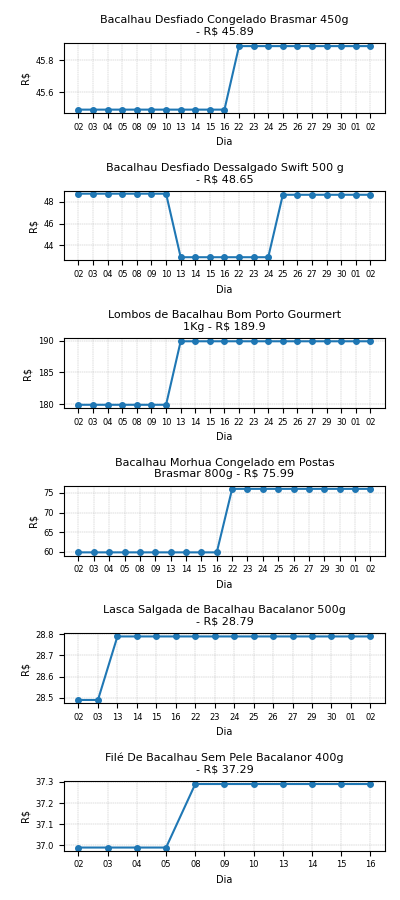 Bacalhau Desfiado Congelado Brasmar 450g
- R$ 45.89
45.8
45.6
R$
02 03 04 05 08 09 10 13 14 15 16 22 23 24 25 26 27 29 30 01 02
Dia
Bacalhau Desfiado Dessalgado Swift 500 g
- R$ 48.65
48
46
44
R$
02 03 04 05 08 09 10 13 14 15 16 22 23 24 25 26 27 29 30 01 02
Dia
Lombos de Bacalhau Bom Porto Gourmert
1Kg - R$ 189.9
190
185
180
R$
02 03 04 05 08 09 10 13 14 15 16 22 23 24 25 26 27 29 30 01 02
Dia
Bacalhau Morhua Congelado em Postas
Brasmar 800g - R$ 75.99
75
70
65
60
R$
02 03 04 05 08 09 13 14 15 16 22 23 24 25 26 27 29 30 01 02
Dia
Lasca Salgada de Bacalhau Bacalanor 500g
- R$ 28.79
28.8
28.7
28.6
28.5
R$
02 03 13 14 15 16 22 23 24 25 26 27 29 30 01 02
Dia
Filé De Bacalhau Sem Pele Bacalanor 400g
- R$ 37.29
37.3
37.2
37.1
37.0
R$
02 03 04 05 08 09 10 13 14 15 16
Dia